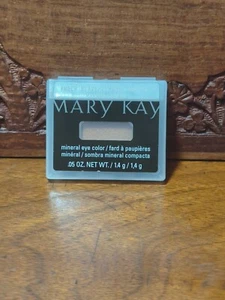 MARY KAY
mineral eye color / fard à paupières
minéral / sombra mineral compacta
.05 OZ. NET WT. / 1.4 g / 1,4 g